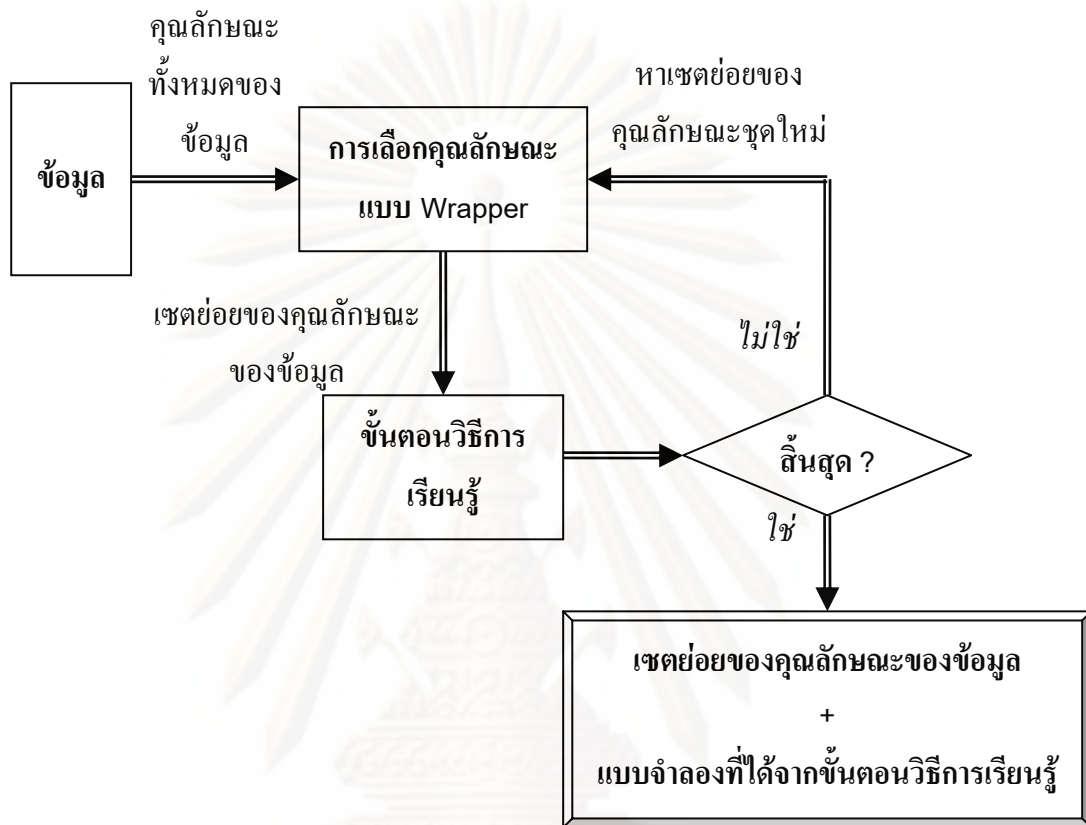 คุณลักษณะ
ทั้งหมดของ
ข้อมูล
ข้อมูล
การเลือกคุณลักษณะ
แบบ Wrapper
หาเซตย่อยของ
คุณลักษณะชุดใหม่
เซตย่อยของคุณลักษณะ
ของข้อมูล
ไม่ใช่
ขั้นตอนวิธีการ
เรียนรู้
สิ้นสุด ?
ใช่
เซตย่อยของคุณลักษณะของข้อมูล
+
แบบจำลองที่ได้จากขั้นตอนวิธีการเรียนรู้